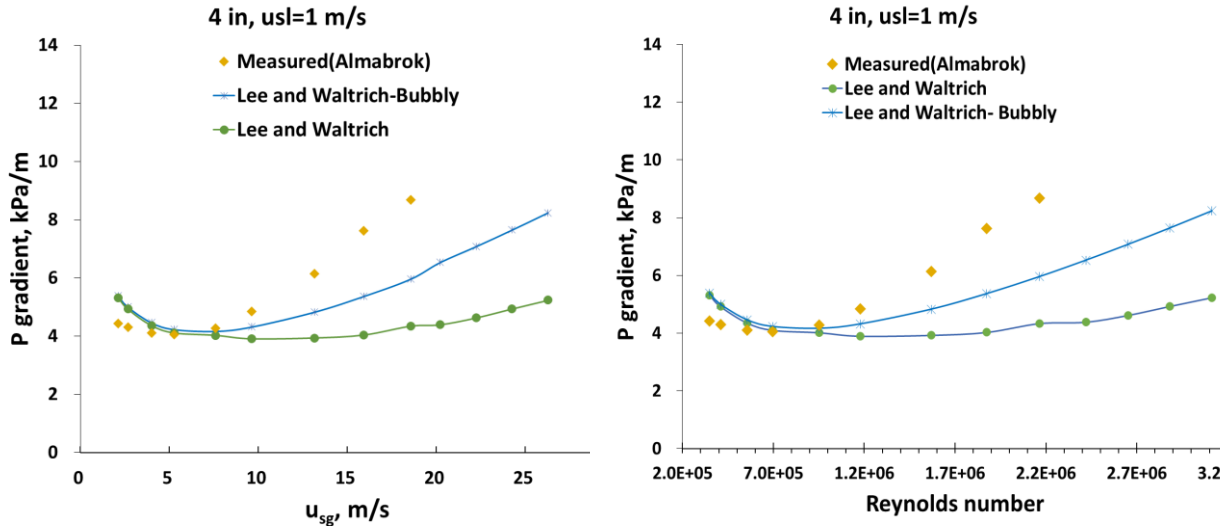 4 in, usl=1 m/s
14
12
10
8
6
4
2
0
P gradient, kPa/m
Measured(Almabrok)
Lee and Waltrich-Bubbly
Lee and Waltrich
0
5
10
15
20
25
usg, m/s
4 in, usl=1 m/s
14
12
10
8
6
4
2
0
P gradient, kPa/m
Measured(Almabrok)
Lee and Waltrich
Lee and Waltrich- Bubbly
2.0E+05
7.0E+05
1.2E+06
1.7E+06
2.2E+06
2.7E+06
3.2
Reynolds number